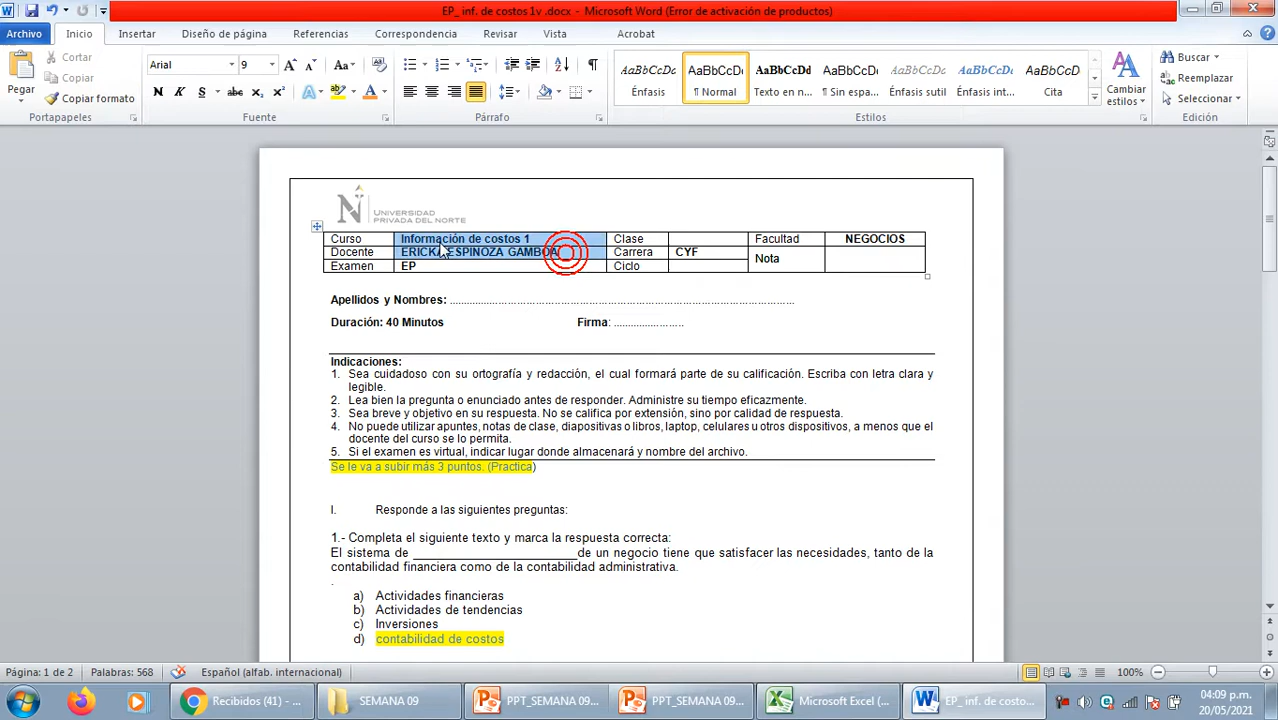 EP_ inf. de costos 1v .docx - Microsoft Word (Error de activación de productos)
Archivo Inicio Insertar Diseño de página Referencias Correspondencia Revisar Vista Acrobat
Cortar
Copiar
Copiar formato
Pegar
Portapapeles
Arial 9
Fuente
Párrafo
AaBbCcDc AaBbCcDc AaBbCcDc AaBbCcDc AaBbCcDc AaBbCcDc AaBbCcDc
Énfasis ¶ Normal Texto en n... ¶ Sin espa... Énfasis sutil Énfasis int... Cita
Estilos
Cambiar estilos
Buscar
Reemplazar
Seleccionar
Edición
UNIVERSIDAD
PRIVADA DEL NORTE
Curso Información de costos 1 Clase Facultad NEGOCIOS
Docente ERICKA ESPINOZA GAMBOA Carrera CYF Nota
Examen EP Ciclo
Apellidos y Nombres: ................................................................................................
Duración: 40 Minutos Firma: ......................
Indicaciones:
1. Sea cuidadoso con su ortografía y redacción, el cual formará parte de su calificación. Escriba con letra clara y
legible.
2. Lea bien la pregunta o enunciado antes de responder. Administre su tiempo eficazmente.
3. Sea breve y objetivo en su respuesta. No se califica por extensión, sino por calidad de respuesta.
4. No puede utilizar apuntes, notas de clase, diapositivas o libros, laptop, celulares u otros dispositivos, a menos que el
docente del curso se lo permita.
5. Si el examen es virtual, indicar lugar donde almacenará y nombre del archivo.
Se le va a subir más 3 puntos. (Practica)
I. Responde a las siguientes preguntas:
1.- Completa el siguiente texto y marca la respuesta correcta:
El sistema de ________________________de un negocio tiene que satisfacer las necesidades, tanto de la
contabilidad financiera como de la contabilidad administrativa.
.
a) Actividades financieras
b) Actividades de tendencias
c) Inversiones
d) contabilidad de costos
Página: 1 de 2 Palabras: 568 Español (alfab. internacional) 100%
Recibidos (41) - ... SEMANA 09 PPT_SEMANA 09... PPT_SEMANA 09... Microsoft Excel (... EP_ inf. de costo...
04:09 p.m.
20/05/2021